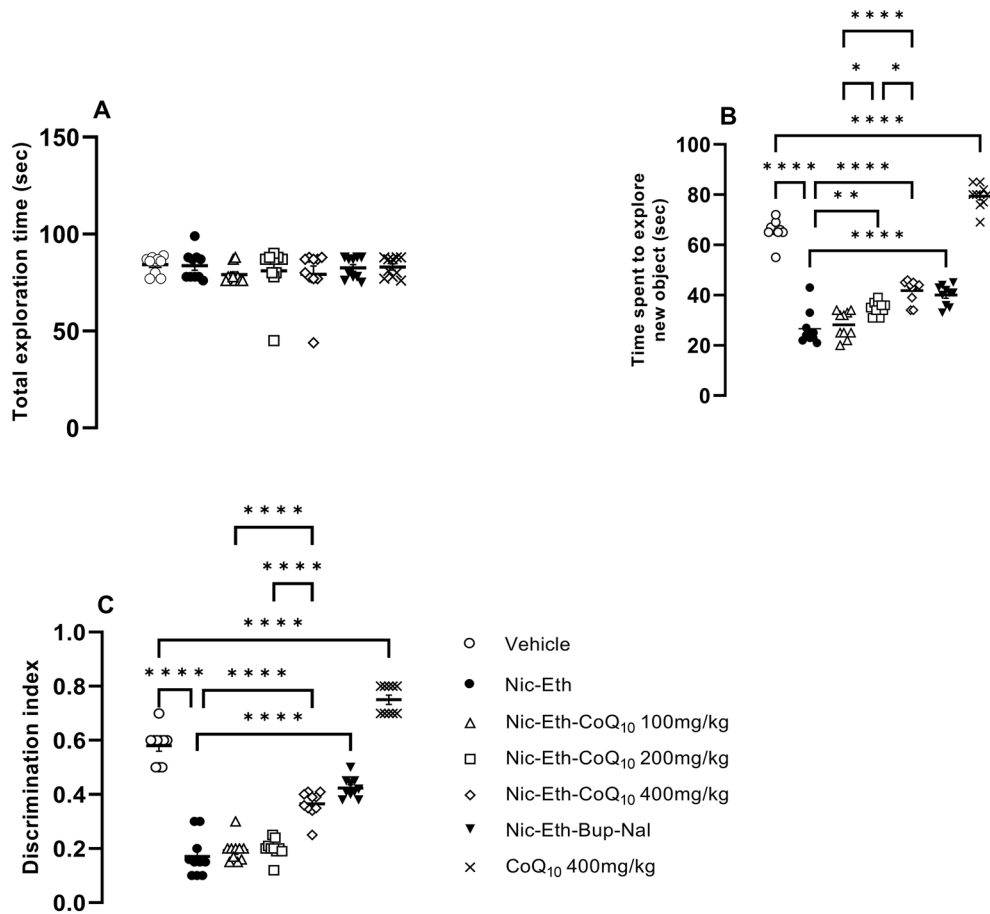 * * * *
A
* *
B
150
* * * *
100
* * * *
* * * *
100
80
* *
Total exploration time (sec)
Time spent to explore
new object (sec)
60
* * * *
50
40
20
0
0
* * * *
* * * *
C
* * * *
1.0
Vehicle
* * * *
* * * *
0.8
Nic-Eth
* * * *
Nic-Eth-CoQ₁₀ 100mg/kg
0.6
Discrimination index
Nic-Eth-CoQ₁₀ 200mg/kg
0.4
Nic-Eth-CoQ₁₀ 400mg/kg
Nic-Eth-Bup-Nal
0.2
CoQ₁₀ 400mg/kg
0.0